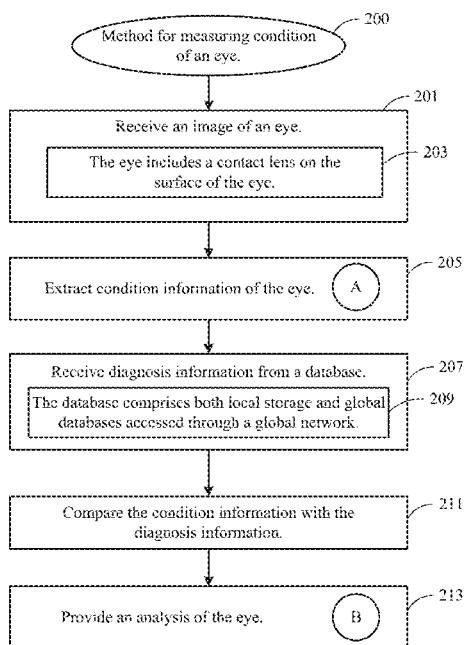 Method for measuring condition
of an eye.
200
201
Receive an image of an eye.
203
The eye includes a contact lens on the
surface of the eye.
205
Extract condition information of the eye.
A
Receive diagnosis information from a database.
207
209
The database comprises both local storage and global
databases accessed through a global network.
211
Compare the condition information with the
diagnosis information.
213
Provide an analysis of the eye.
B